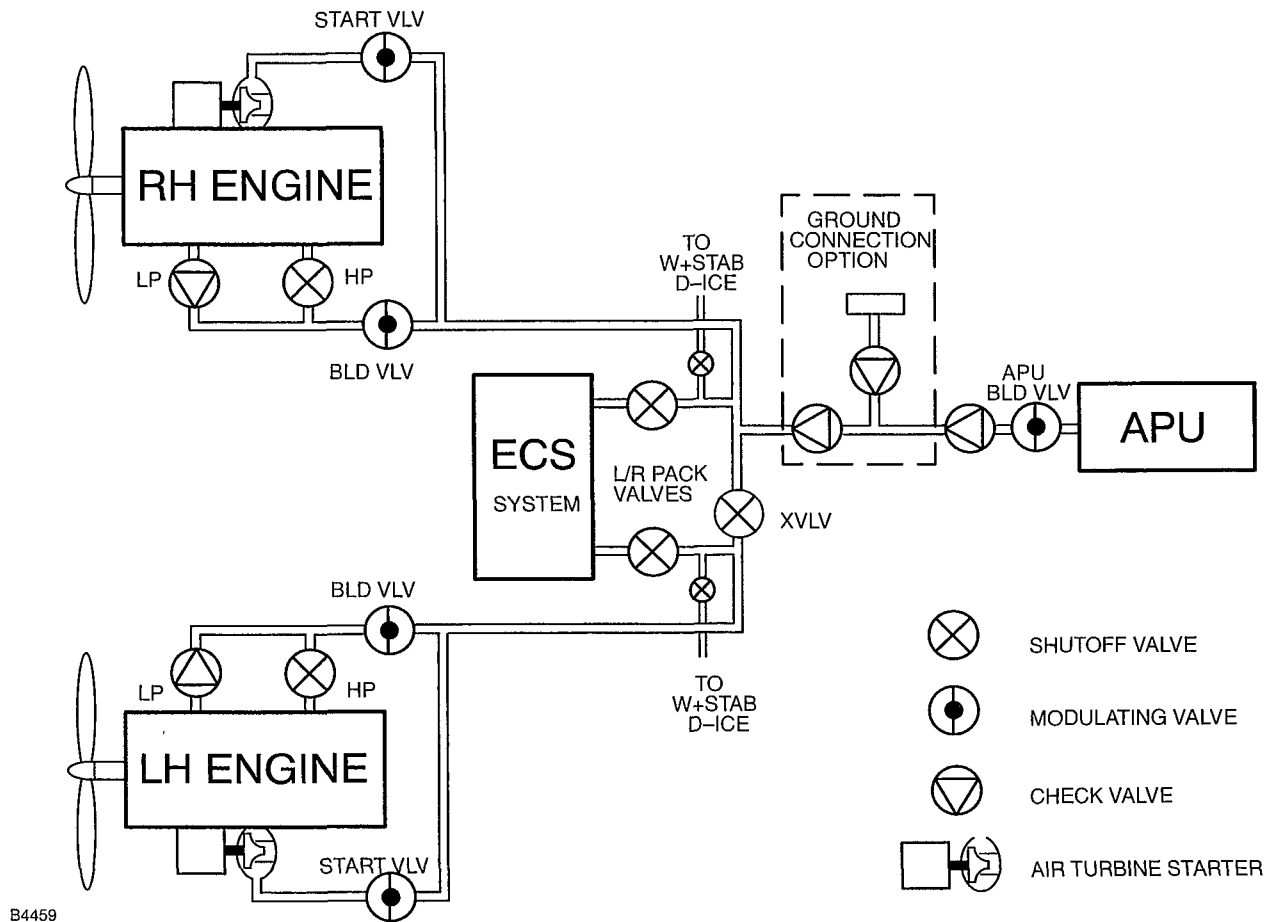 START VLV
RH ENGINE
LP
HP
BLD VLV
TO
W+STAB
D–ICE
GROUND
CONNECTION
OPTION
APU
BLD VLV
APU
ECS
SYSTEM
L/R PACK
VALVES
XVLV
BLD VLV
LP
HP
TO
W+STAB
D–ICE
LH ENGINE
START VLV
SHUTOFF VALVE
MODULATING VALVE
CHECK VALVE
AIR TURBINE STARTER
B4459